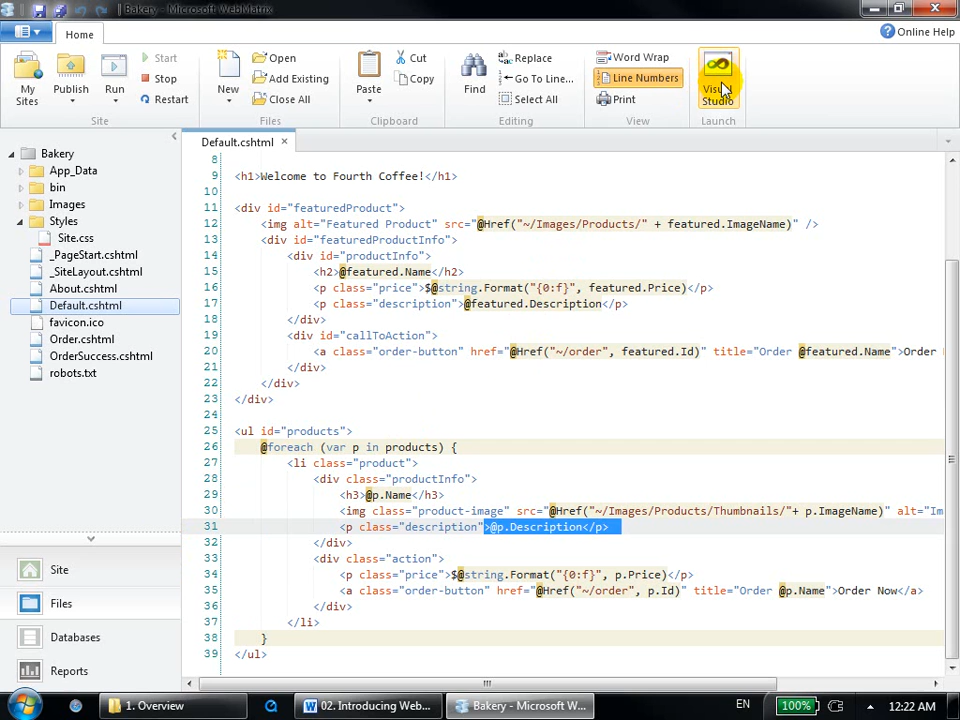 Bakery - Microsoft WebMatrix
Home
Online Help
My Sites
Publish
Run
Start
Stop
Restart
Site
New
Open
Add Existing
Save All
Files
Paste
Cut
Copy
Clipboard
Find
Replace
Go To Line...
Select All
Editing
Word Wrap
Line Numbers
Print
View
Visual Studio
Launch
Default.cshtml
Bakery
App_Data
bin
Images
Styles
Site.css
_PageStart.cshtml
_SiteLayout.cshtml
About.cshtml
Default.cshtml
favicon.ico
Order.cshtml
OrderSuccess.cshtml
robots.txt
Site
Files
Databases
Reports
8
9 <h1>Welcome to Fourth Coffee!</h1>
10
11 <div id="featuredProduct">
12 <img alt="Featured Product" src="@Href("~/Images/Products/" + featured.ImageName)" />
13 <div id="featuredProductInfo">
14 <div id="productInfo">
15 <h2>@featured.Name</h2>
16 <p class="price">$@string.Format("{0:f}", featured.Price)</p>
17 <p class="description">@featured.Description</p>
18 </div>
19 <div id="callToAction">
20 <a class="order-button" href="@Href("~/order", featured.Id)" title="Order @featured.Name">Order
21 </div>
22 </div>
23 </div>
24
25 <ul id="products">
26 @foreach (var p in products) {
27 <li class="product">
28 <div class="productInfo">
29 <h3>@p.Name</h3>
30 <img class="product-image" src="@Href("~/Images/Products/Thumbnails/"+ p.ImageName)" alt="Im
31 <p class="description">@p.Description</p>
32 </div>
33 <div class="action">
34 <p class="price">$@string.Format("{0:f}", p.Price)</p>
35 <a class="order-button" href="@Href("~/order", p.Id)" title="Order @p.Name">Order Now</a>
36 </div>
37 </li>
38 }
39 </ul>
1. Overview
02. Introducing Web...
Bakery - Microsoft W...
EN
100%
12:22 AM